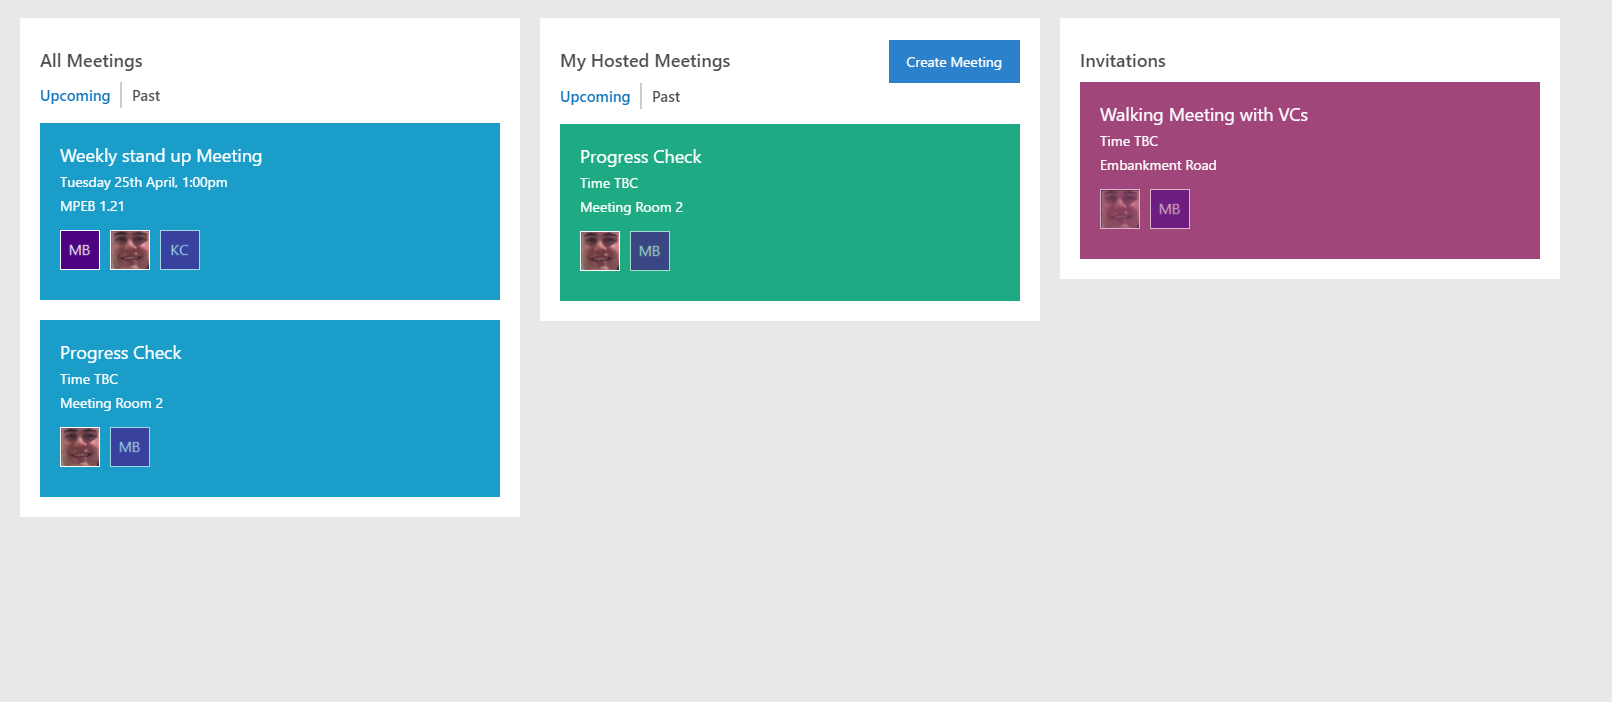 All Meetings
Upcoming
Past
Weekly stand up Meeting
Tuesday 25th April, 1:00pm
MPEB 1.21
MB
KC
Progress Check
Time TBC
Meeting Room 2
MB
My Hosted Meetings
Create Meeting
Upcoming
Past
Progress Check
Time TBC
Meeting Room 2
MB
Invitations
Walking Meeting with VCs
Time TBC
Embankment Road
MB